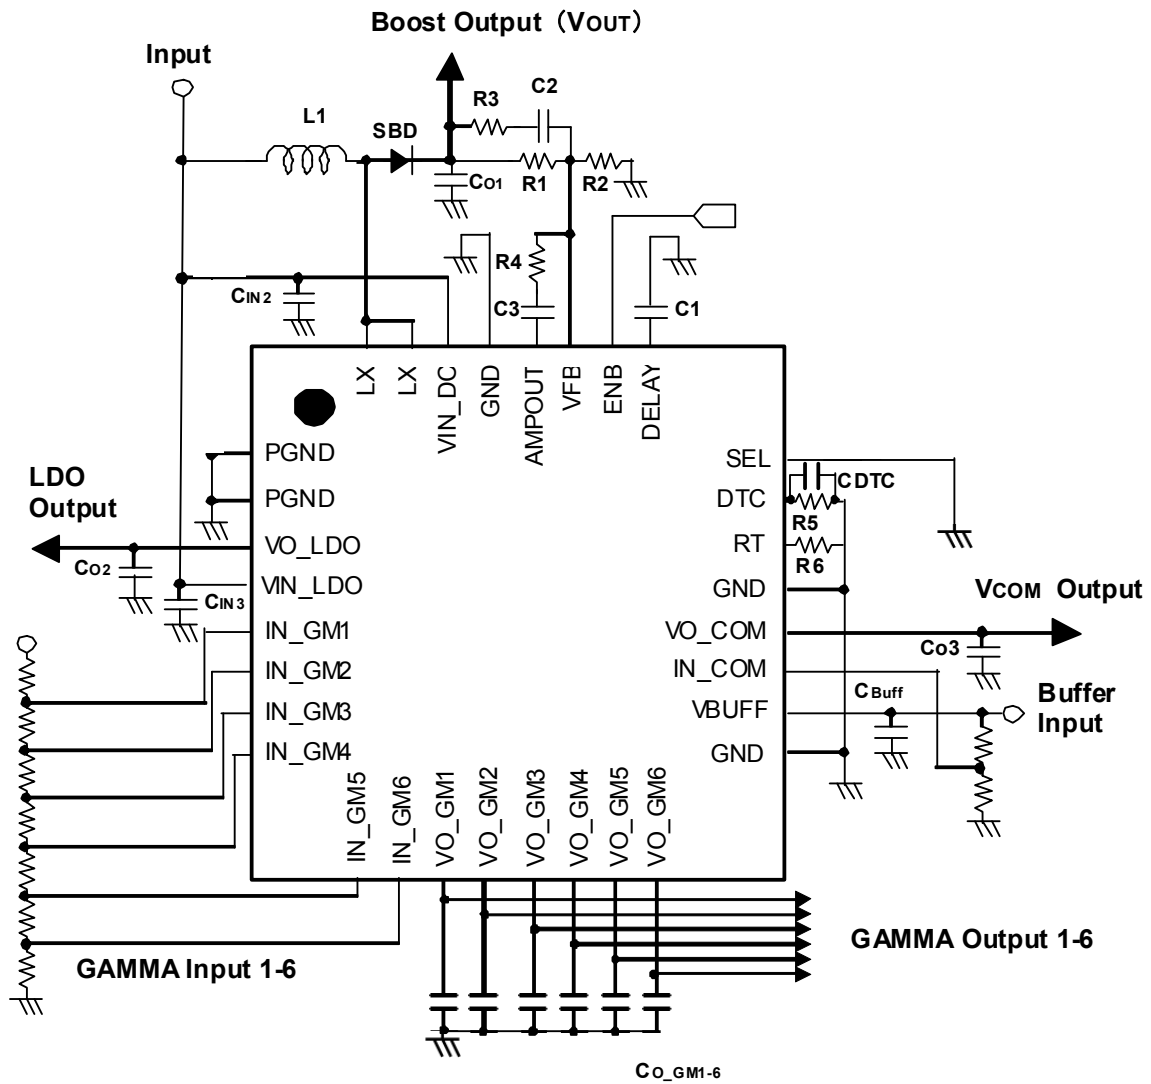 Boost Output (VOUT)
Input
L1
SBD
R3
C2
CO1
R1
R2
R4
C3
C1
CIN2
LX
LX
VIN_DC
GND
AMPOUT
VFB
ENB
DELAY
PGND
PGND
VO_LDO
VIN_LDO
IN_GM1
IN_GM2
IN_GM3
IN_GM4
LDO
Output
CO2
CIN3
SEL
DTC
RT
GND
VO_COM
IN_COM
VBUFF
GND
CDTC
R5
R6
VCOM Output
Co3
CBuff
Buffer
Input
IN_GM5
IN_GM6
VO_GM1
VO_GM2
VO_GM3
VO_GM4
VO_GM5
VO_GM6
GAMMA Input 1-6
GAMMA Output 1-6
CO_GM1-6